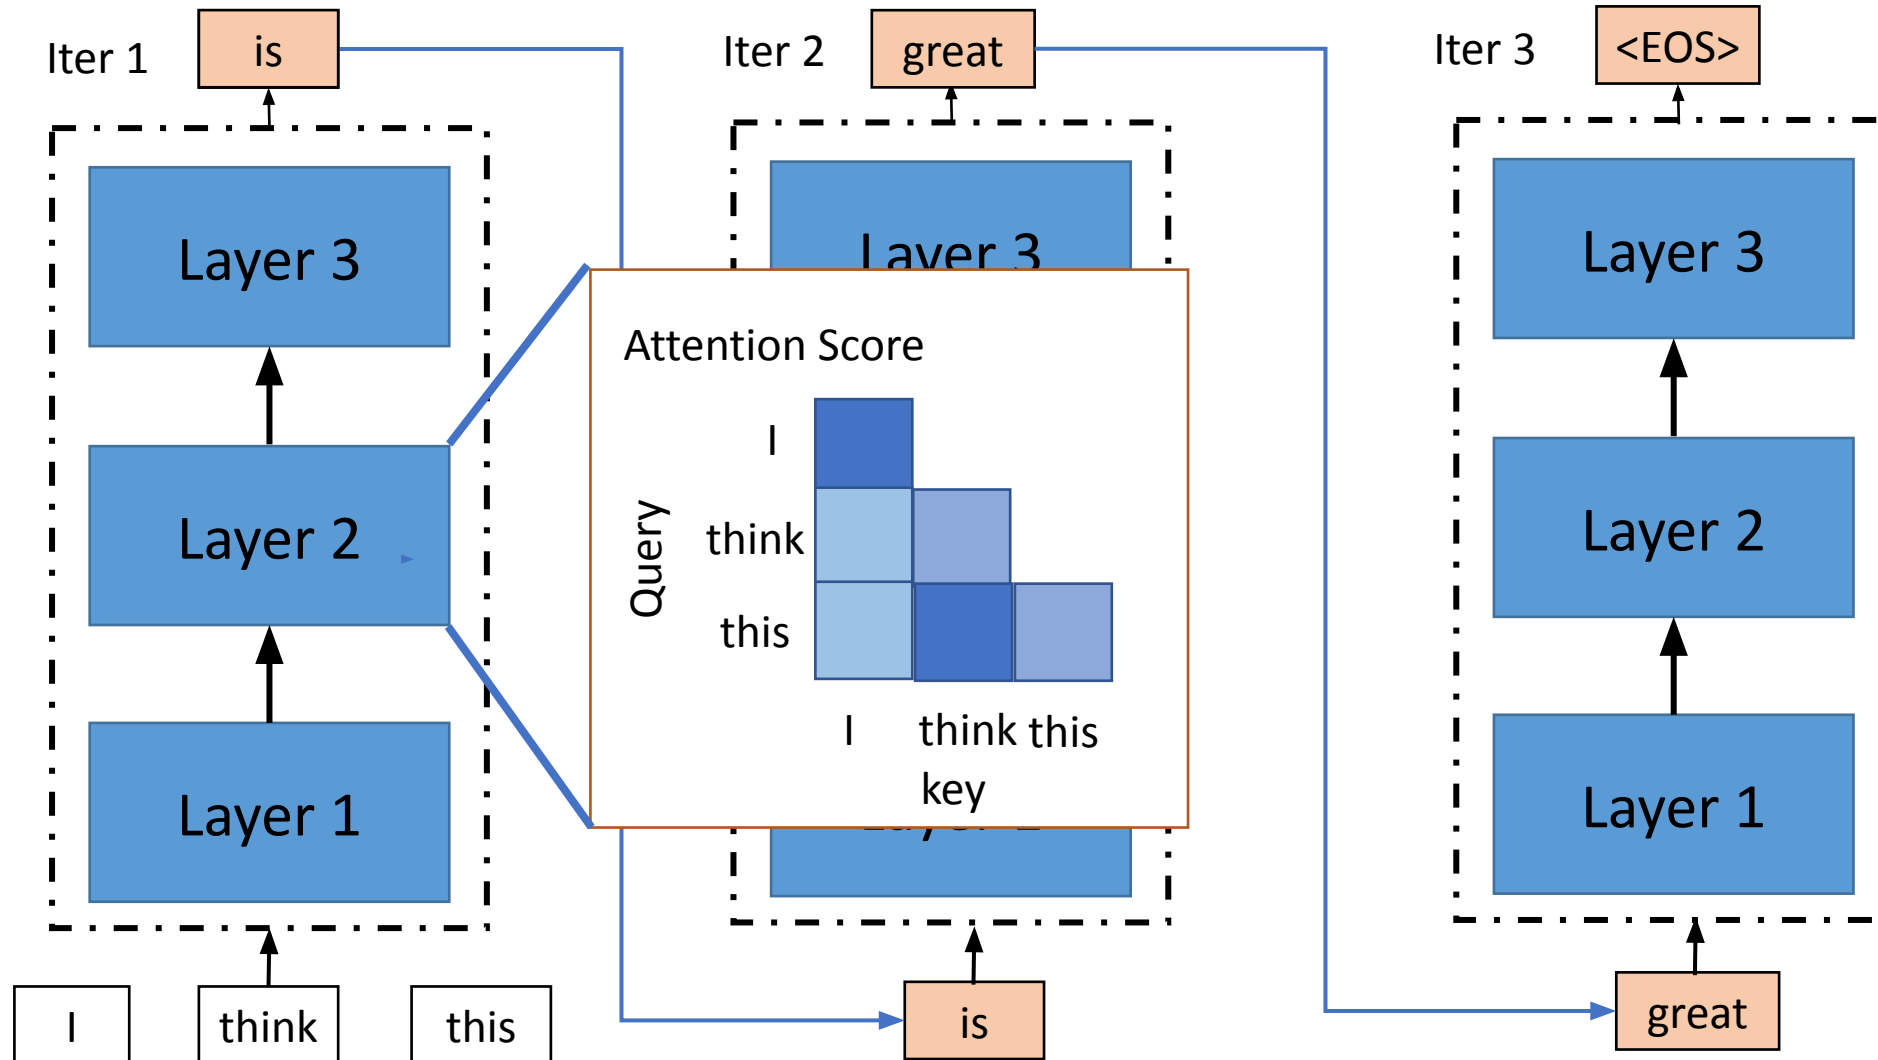 Iter 1
is
Iter 2
great
Iter 3
<EOS>
Layer 3
Layer 2
Layer 1
I
think
this
Layer 3
Attention Score
Query
I
think
this
I think this
key
is
Layer 3
Layer 2
Layer 1
great